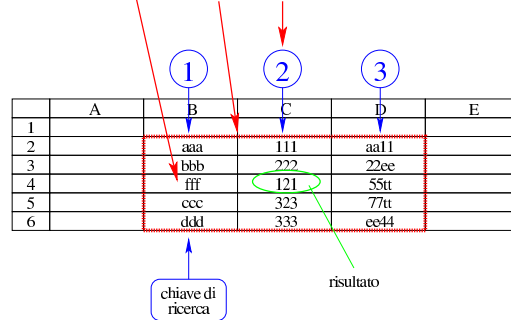 1 2 3
A B C D E
1
2 aaa 111 aa11
3 bbb 222 22ee
4 fff 121 55tt
5 ccc 323 77tt
6 ddd 333 ee44
risultato
chiave di
ricerca